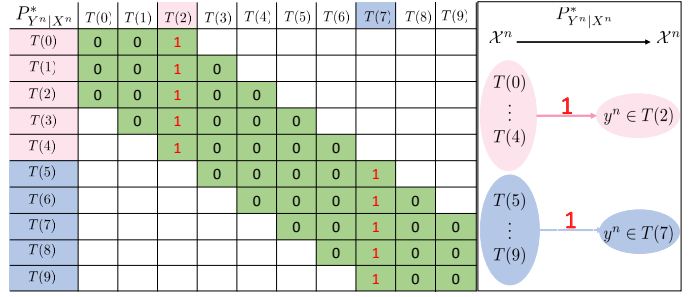 P*_{Y^n|X^n} T(0) T(1) T(2) T(3) T(4) T(5) T(6) T(7) T(8) T(9)
T(0) 0 0 1
T(1) 0 0 1 0
T(2) 0 0 1 0 0
T(3) 0 1 0 0 0
T(4) 1 0 0 0 0
T(5) 0 0 0 0 1
T(6) 0 0 0 1 0
T(7) 0 0 1 0 0
T(8) 0 1 0 0
T(9) 1 0 0
P*_{Y^n|X^n}
𝒳^n 𝒳^n
T(0)
⋮
T(4)
1
y^n ∈ T(2)
T(5)
⋮
T(9)
1
y^n ∈ T(7)